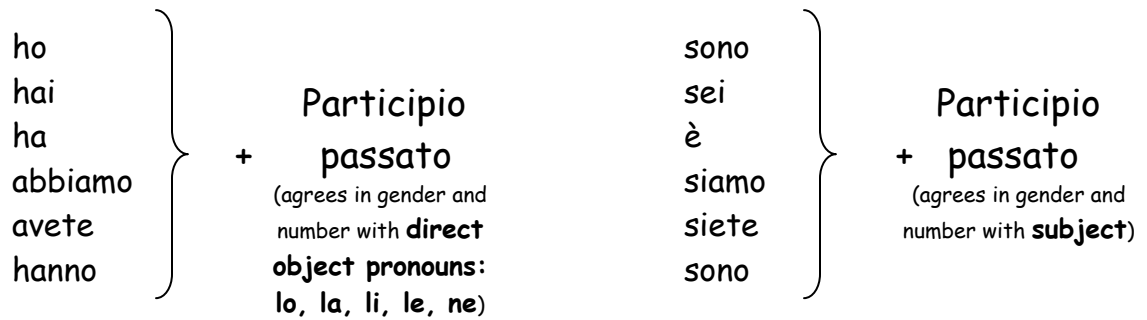 ho
hai
ha
abbiamo
avete
hanno
+
Participio
passato
(agrees in gender and
number with direct
object pronouns:
lo, la, li, le, ne)
sono
sei
è
siamo
siete
sono
+
Participio
passato
(agrees in gender and
number with subject)